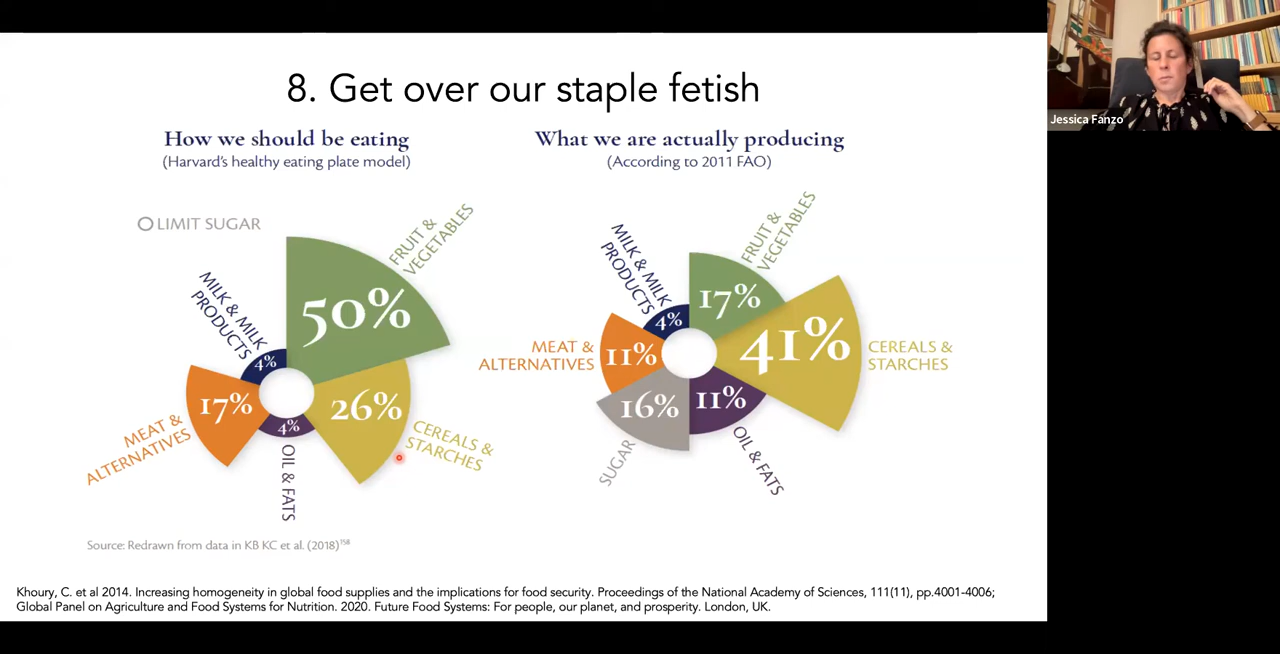 8. Get over our staple fetish
How we should be eating
(Harvard's healthy eating plate model)
LIMIT SUGAR
FRUIT &
VEGETABLES
50%
MILK & MILK
PRODUCTS
4%
17%
MEAT &
ALTERNATIVES
26%
CEREALS &
STARCHES
4%
OIL & FATS
What we are actually producing
(According to 2011 FAO)
FRUIT &
VEGETABLES
17%
MILK & MILK
PRODUCTS
4%
MEAT &
ALTERNATIVES
11%
41%
CEREALS &
STARCHES
16%
SUGAR
11%
OIL & FATS
Source: Redrawn from data in KB KC et al. (2018)158
Khoury, C. et al 2014. Increasing homogeneity in global food supplies and the implications for food security. Proceedings of the National Academy of Sciences, 111(11), pp.4001-4006;
Global Panel on Agriculture and Food Systems for Nutrition. 2020. Future Food Systems: For people, our planet, and prosperity. London, UK.
Jessica Fanzo